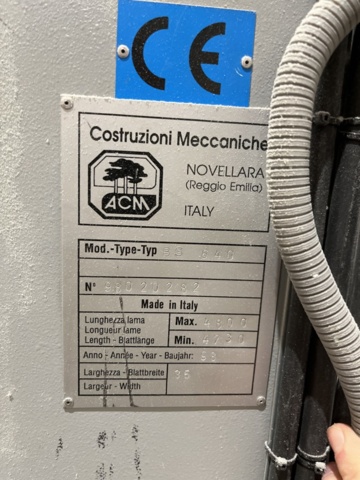 CE
Costruzioni Meccaniche
ACM
NOVELLARA
(Reggio Emilia)
ITALY
Mod.-Type-Typ
N°
Made in Italy
Lunghezza lama
Longueur lame
Length - Blattlänge
Max.
Min.
Anno - Année - Year - Baujahr:
Larghezza - Blattbreite
Largeur - Width
35